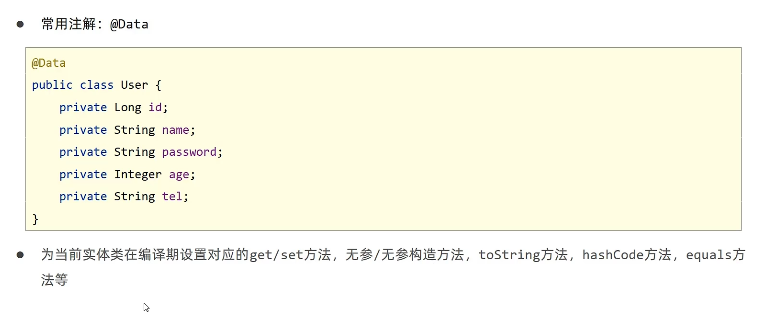 ● 常用注解：@Data
@Data
public class User {
    private Long id;
    private String name;
    private String password;
    private Integer age;
    private String tel;
}
● 为当前实体类在编译期设置对应的get/set方法，无参/无参构造方法，toString方法，hashCode方法，equals方
法等